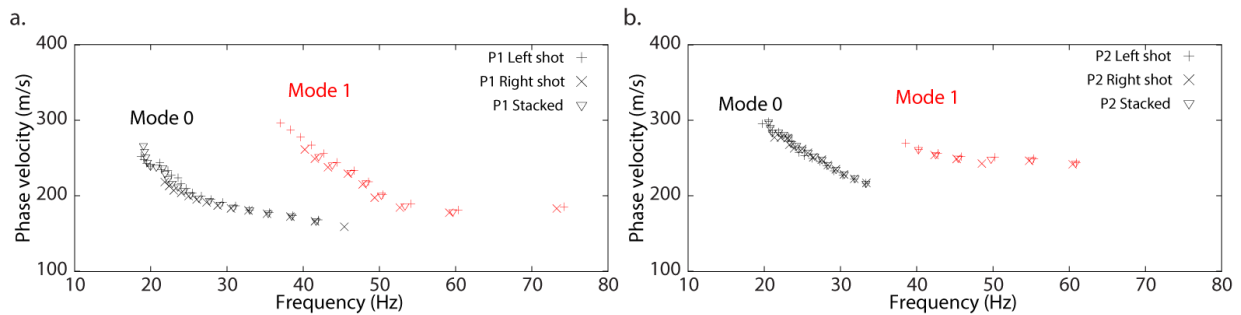 a.
400
300
200
100
Phase velocity (m/s)
Mode 0
Mode 1
P1 Left shot
P1 Right shot
P1 Stacked
10 20 30 40 50 60 70 80
Frequency (Hz)
b.
400
300
200
100
Phase velocity (m/s)
Mode 0
Mode 1
P2 Left shot
P2 Right shot
P2 Stacked
10 20 30 40 50 60 70 80
Frequency (Hz)